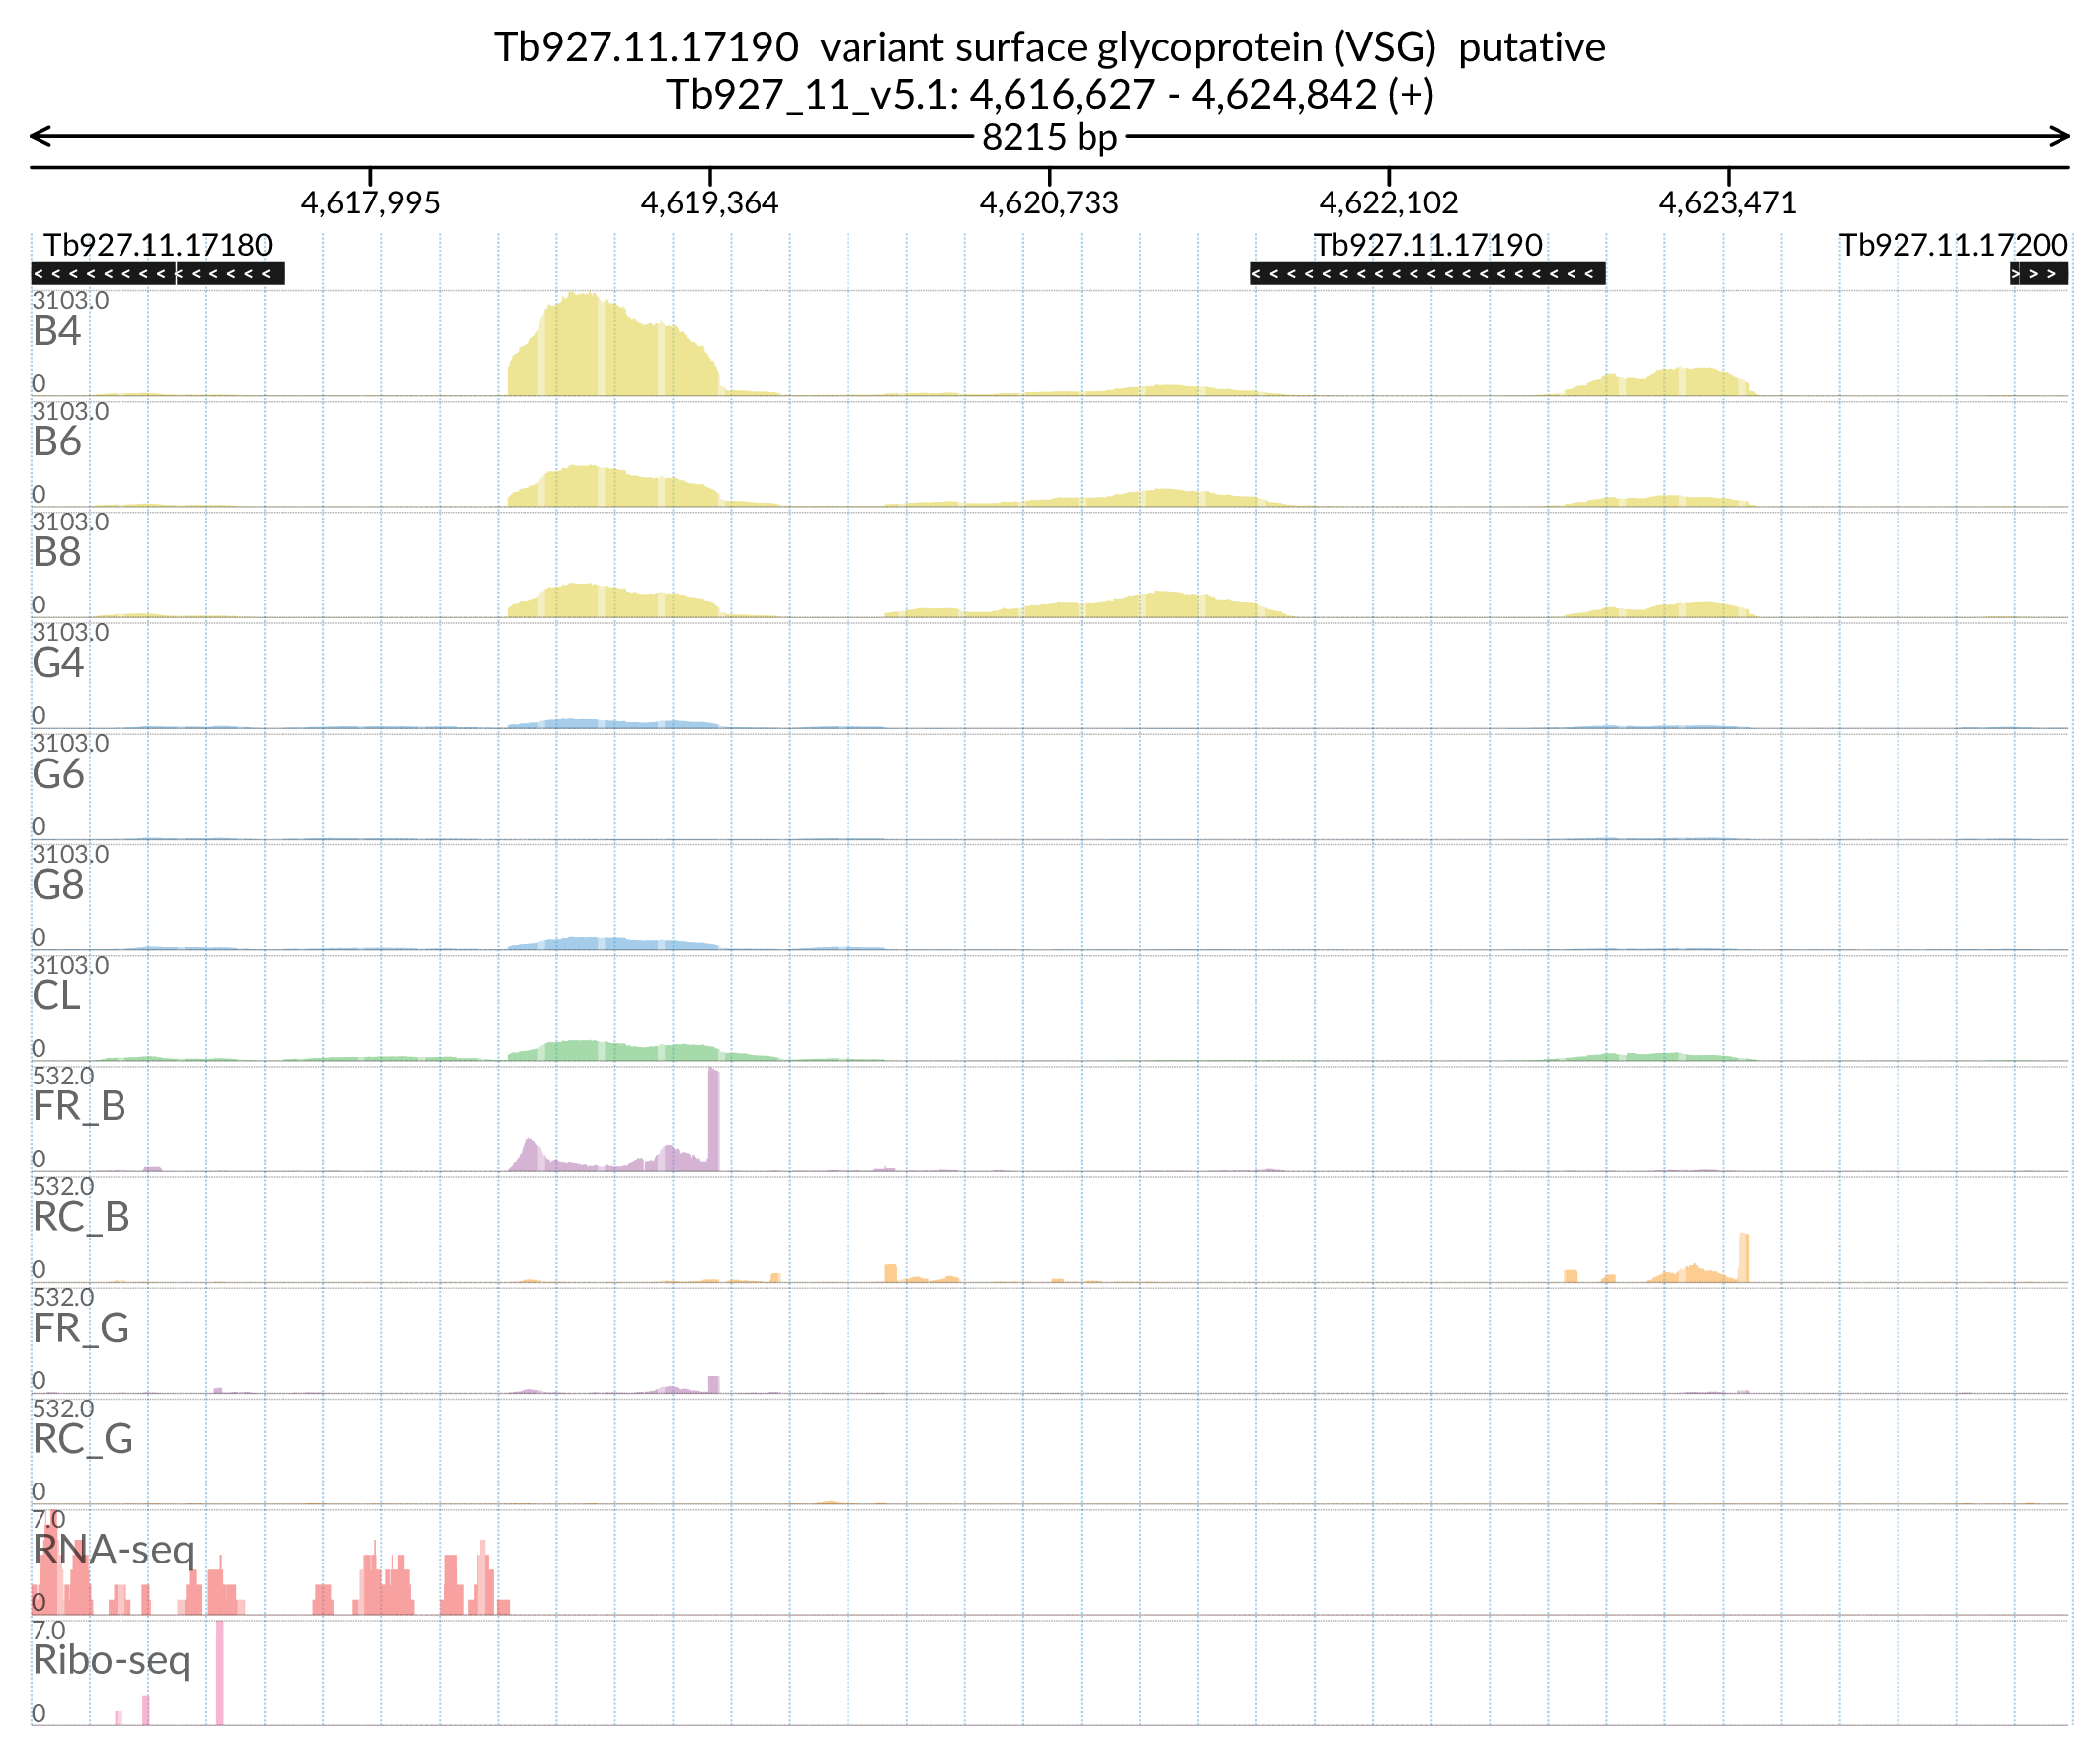 Tb927.11.17190  variant surface glycoprotein (VSG)  putative
Tb927_11_v5.1: 4,616,627 - 4,624,842 (+)
8215 bp
4,617,995 4,619,364 4,620,733 4,622,102 4,623,471
Tb927.11.17180 Tb927.11.17190 Tb927.11.17200
3103.0
B4
0
3103.0
B6
0
3103.0
B8
0
3103.0
G4
0
3103.0
G6
0
3103.0
G8
0
3103.0
CL
0
532.0
FR_B
0
532.0
RC_B
0
532.0
FR_G
0
532.0
RC_G
0
7.0
RNA-seq
0
7.0
Ribo-seq
0